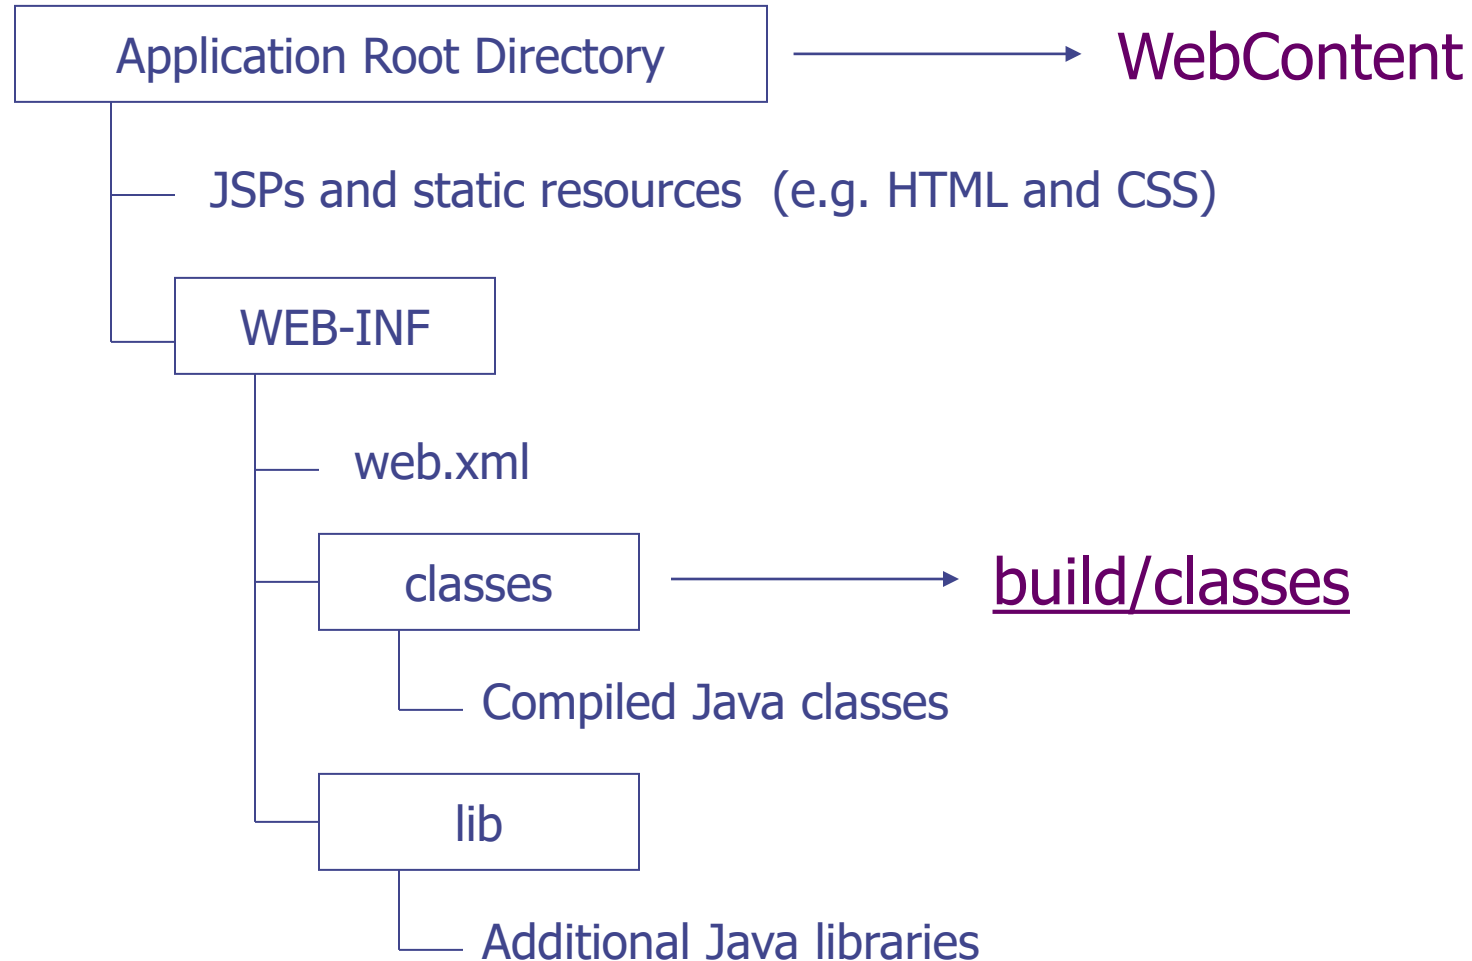 Application Root Directory
WebContent
JSPs and static resources (e.g. HTML and CSS)
WEB-INF
web.xml
classes
build/classes
Compiled Java classes
lib
Additional Java libraries